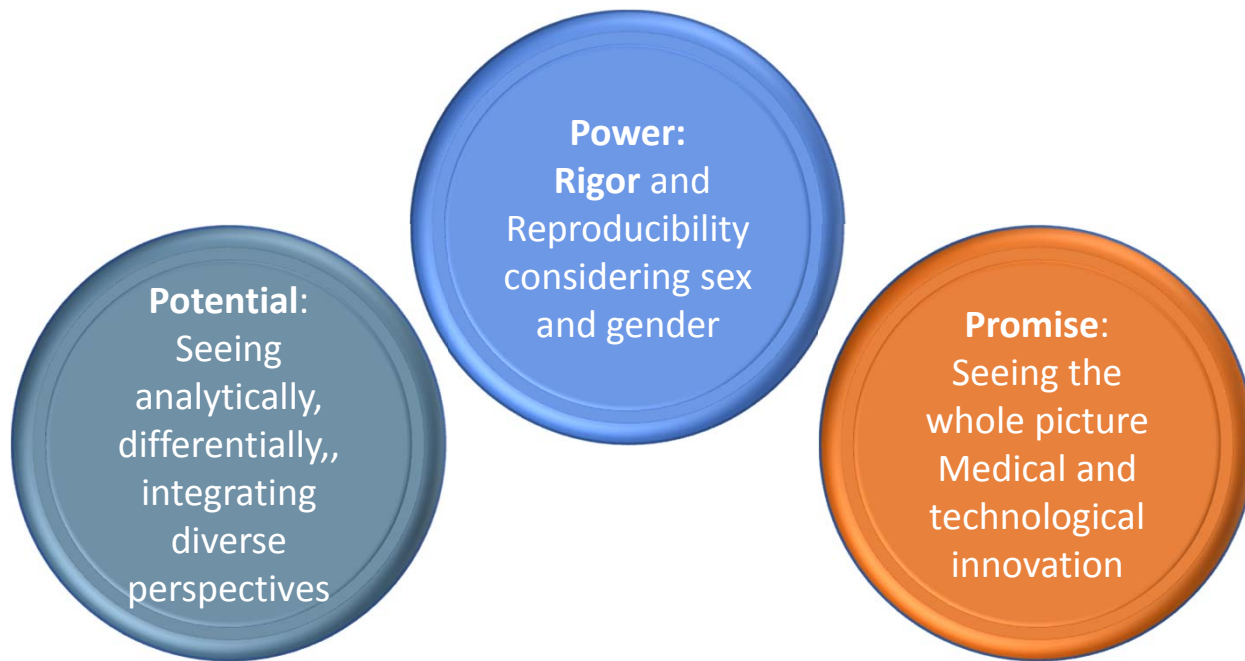 Potential:
Seeing
analytically,
differentially,,
integrating
diverse
perspectives
Power:
Rigor and
Reproducibility
considering sex
and gender
Promise:
Seeing the
whole picture
Medical and
technological
innovation